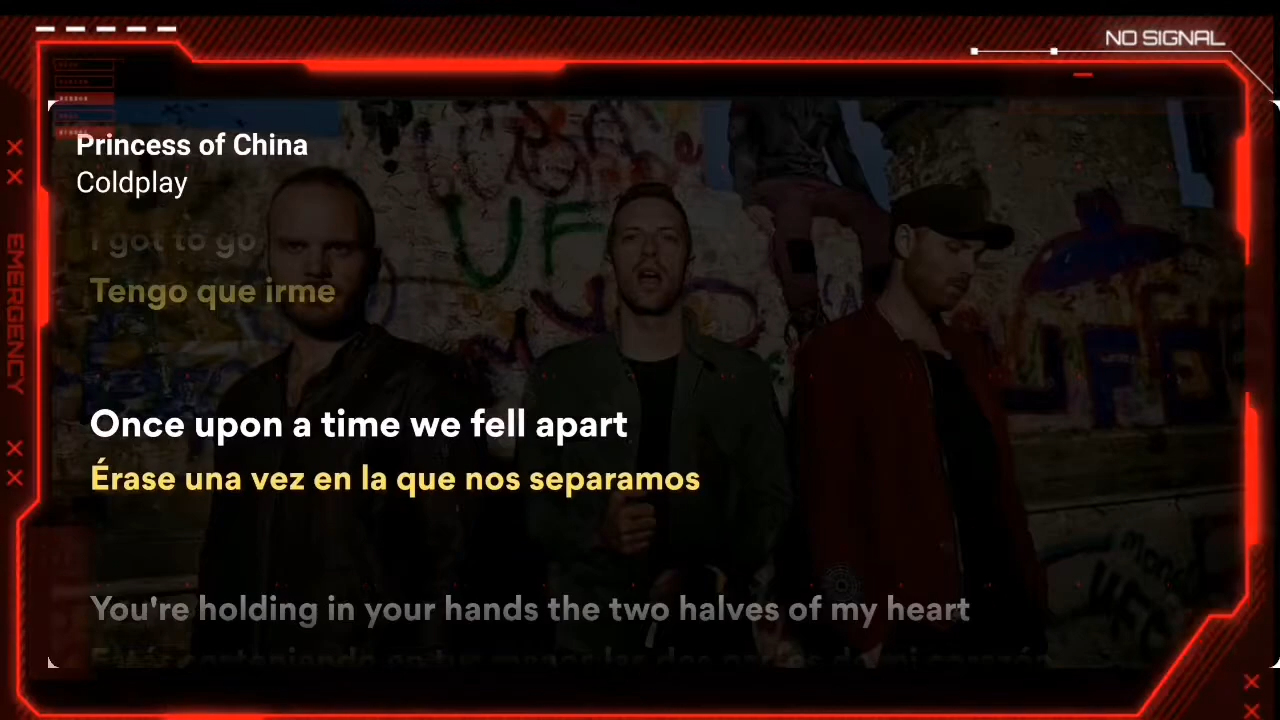 NO SIGNAL
ERROR
Princess of China
Coldplay
I got to go
Tengo que irme
EMERGENCY
Once upon a time we fell apart
Érase una vez en la que nos separamos
You're holding in your hands the two halves of my heart
UFO